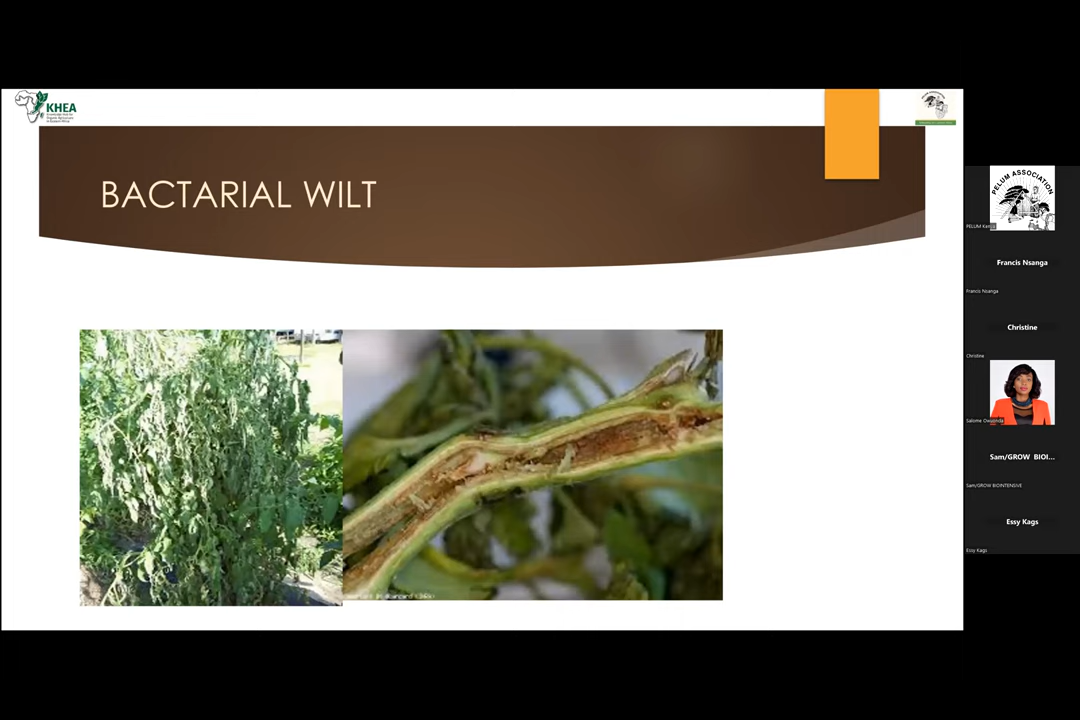 KHEA
BACTARIAL WILT
PELUM ASSOCIATION
PELUM Kenya
Francis Nsanga
Francis Nsanga
Christine
Christine
Salome Owuonda
Sam/GROW BIOI...
Sam/GROW BIOINTENSIVE
Essy Kags
Essy Kags